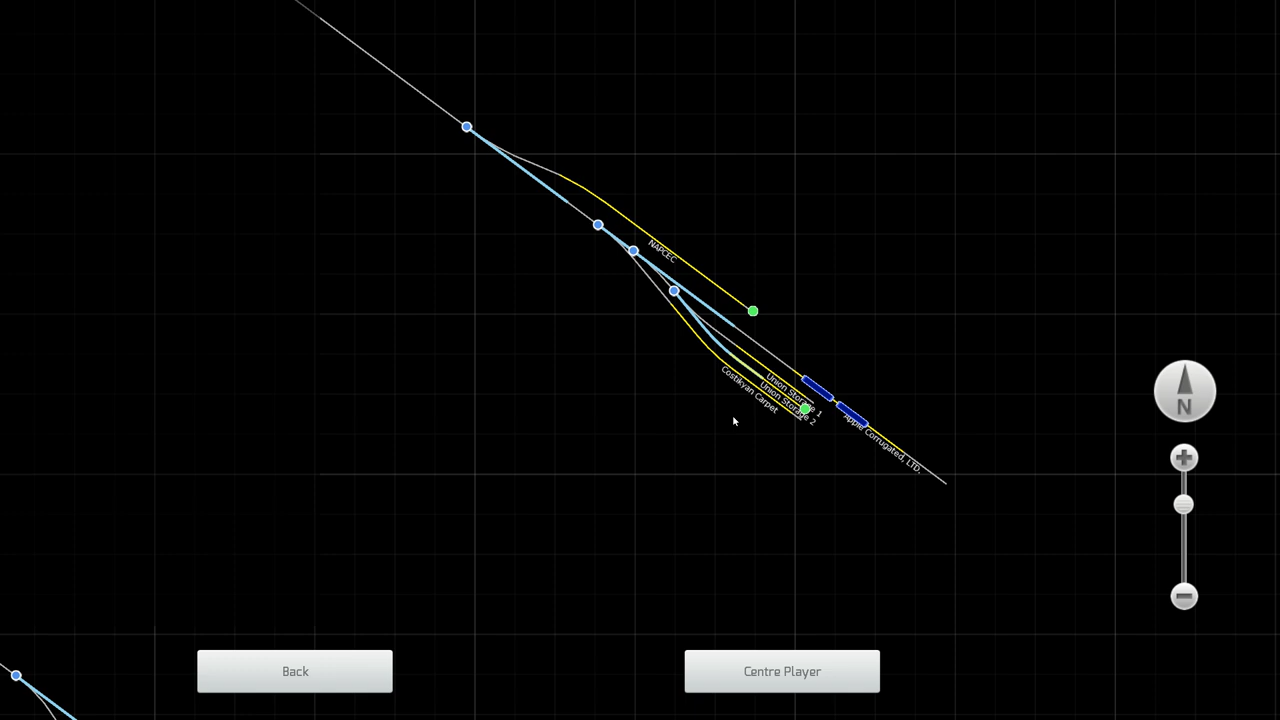 NAPCEC
Union Storage 1
Union Storage 2
Costikyan Carpet
Apple Corrugated, LTD.
N
Back
Centre Player